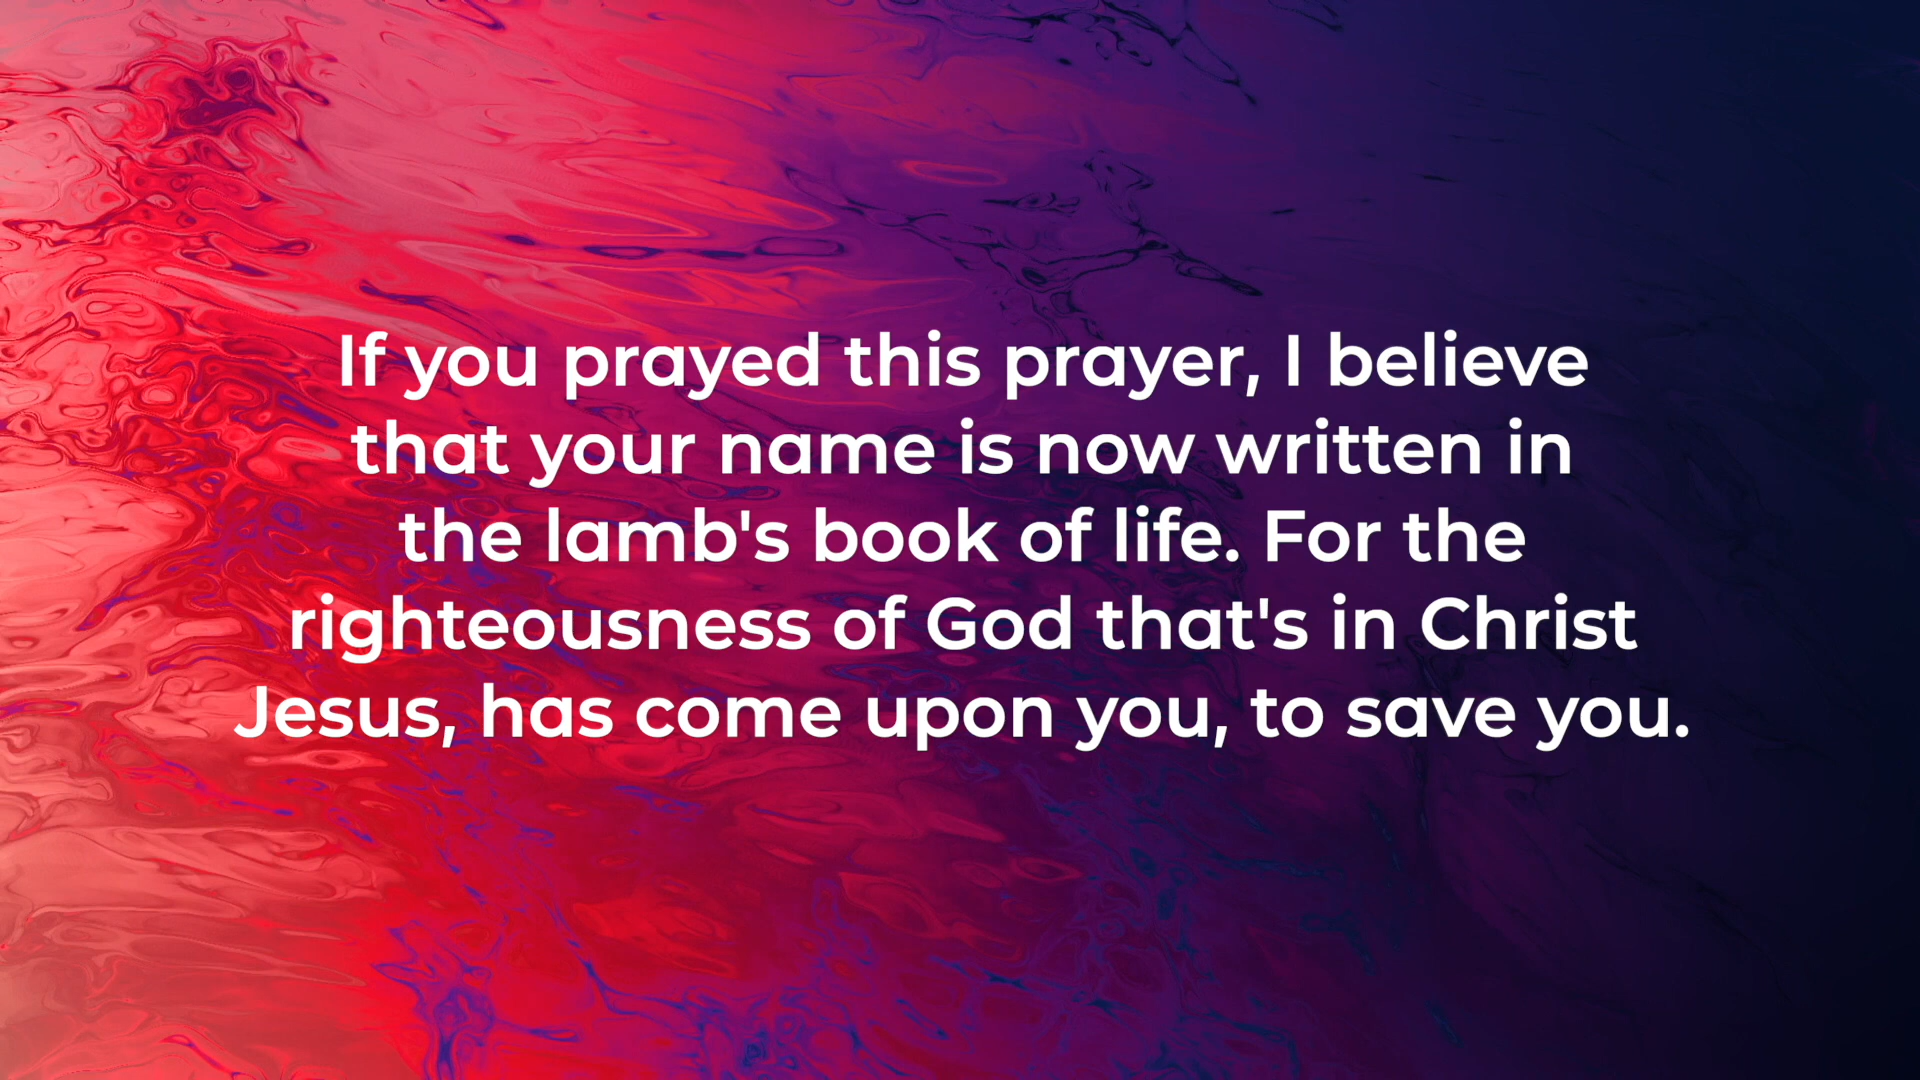 If you prayed this prayer, I believe
that your name is now written in
the lamb's book of life. For the
righteousness of God that's in Christ
Jesus, has come upon you, to save you.